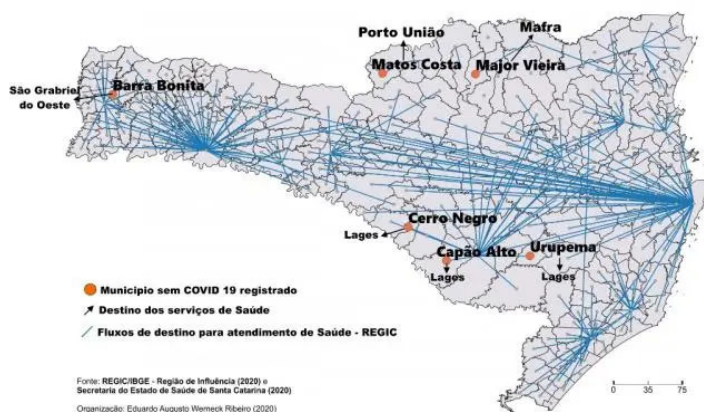 Porto União
Mafra
Matos Costa
Major Vieira
São Grabriel
do Oeste
Barra Bonita
Cerro Negro
Lages
Capão Alto
Urupema
Lages
Lages
Municipio sem COVID 19 registrado
Destino dos serviços de Saúde
Fluxos de destino para atendimento de Saúde - REGIC
0 35 75
Fonte: REGIC/IBGE - Região de Influência (2020) e
Secretaria do Estado de Saúde de Santa Catarina (2020)
Organização: Eduardo Augusto Werneck Ribeiro (2020)